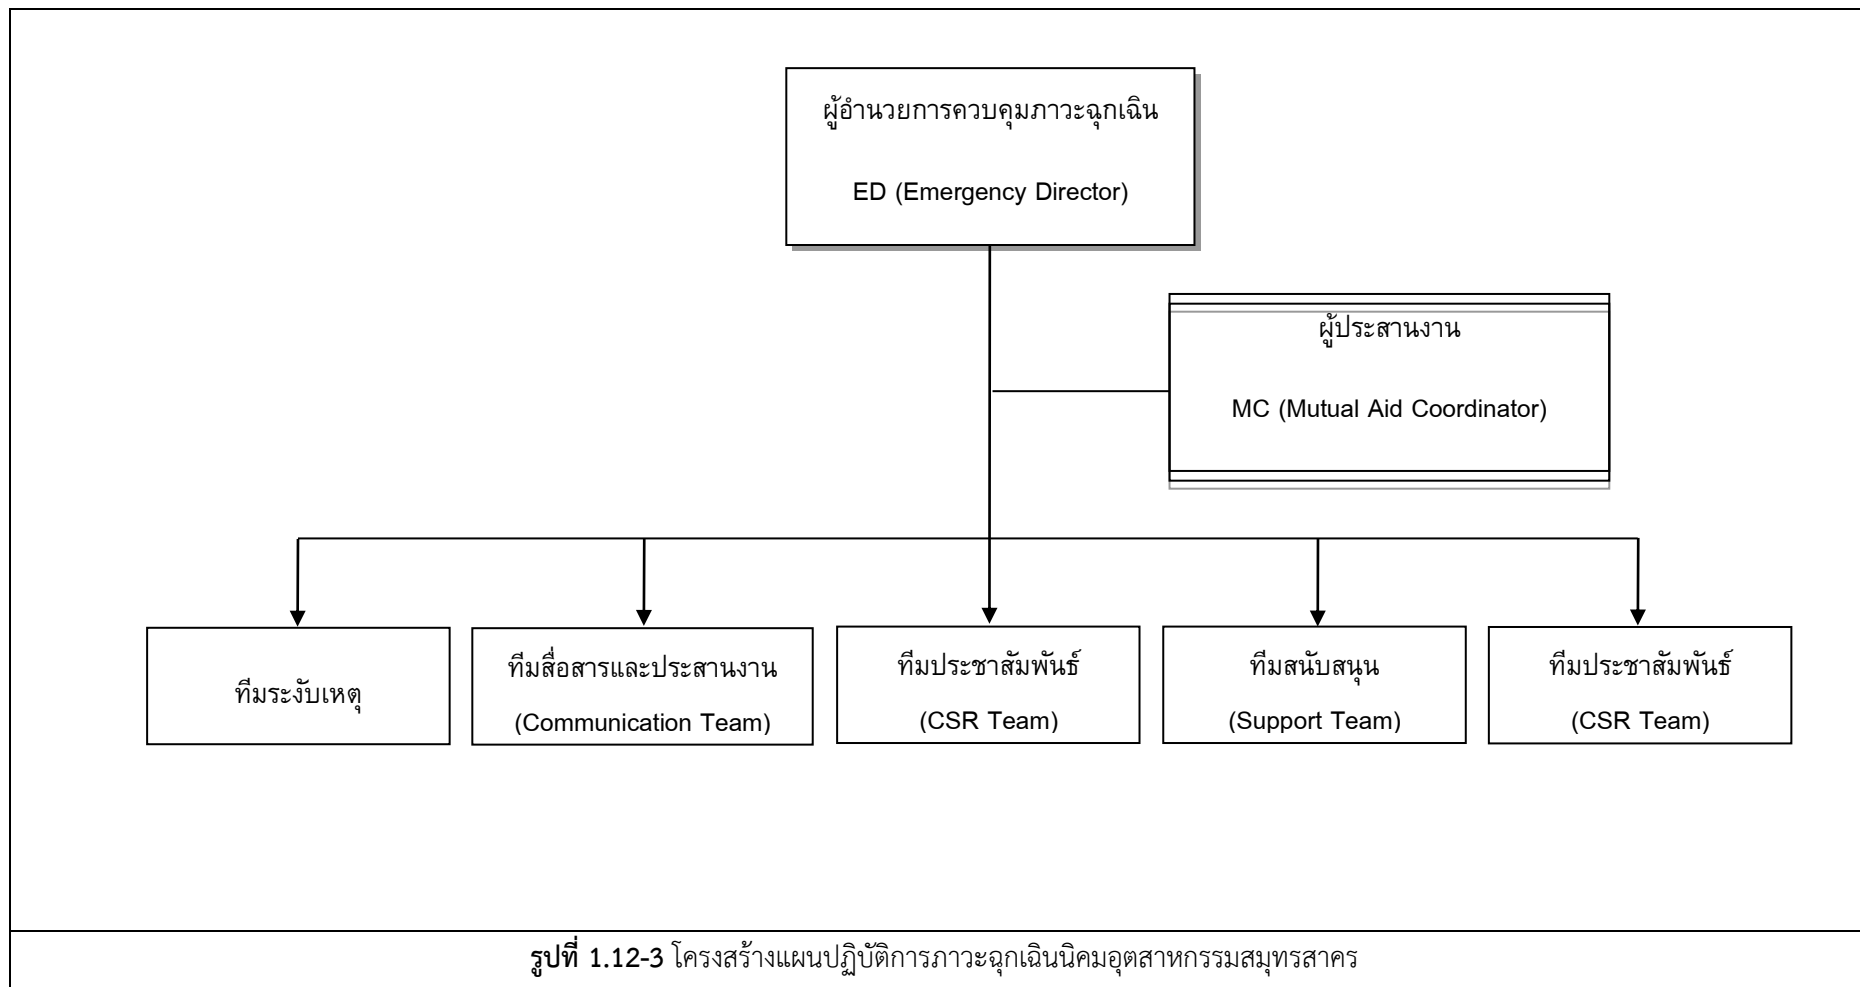 ผู้อำนวยการควบคุมภาวะฉุกเฉิน
ED (Emergency Director)
ผู้ประสานงาน
MC (Mutual Aid Coordinator)
ทีมระงับเหตุ
ทีมสื่อสารและประสานงาน
(Communication Team)
ทีมประชาสัมพันธ์
(CSR Team)
ทีมสนับสนุน
(Support Team)
ทีมประชาสัมพันธ์
(CSR Team)
รูปที่ 1.12-3 โครงสร้างแผนปฏิบัติการภาวะฉุกเฉินนิคมอุตสาหกรรมสมุทรสาคร